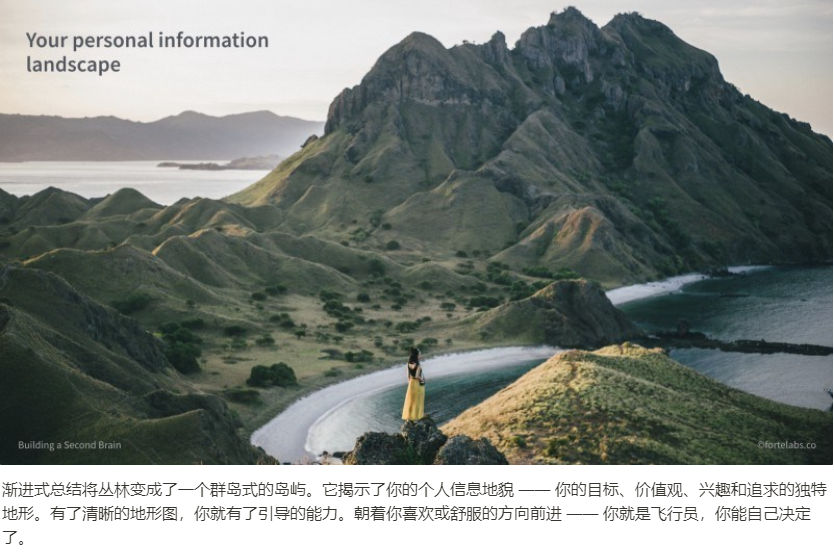 Your personal information
landscape
Building a Second Brain
©fortelabs.co
渐进式总结将丛林变成了一个群岛式的岛屿。它揭示了你的个人信息地貌 —— 你的目标、价值观、兴趣和追求的独特
地形。有了清晰的地形图，你就有了引导的能力。朝着你喜欢或舒服的方向前进 —— 你就是飞行员，你能自己决定
了。